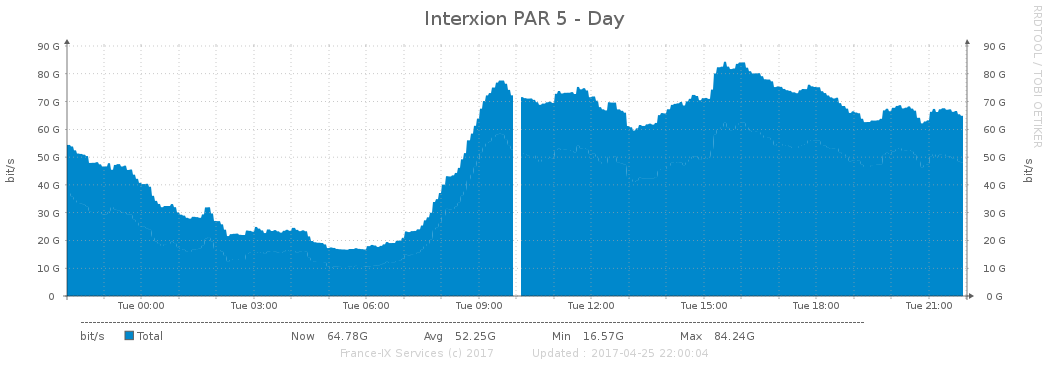 Interxion PAR 5 - Day
RRDTOOL / TOBI OETIKER
90 G 90 G
80 G 80 G
70 G 70 G
60 G 60 G
50 G 50 G
40 G 40 G
30 G 30 G
20 G 20 G
10 G 10 G
0 0 G
bit/s
bit/s
Tue 00:00 Tue 03:00 Tue 06:00 Tue 09:00 Tue 12:00 Tue 15:00 Tue 18:00 Tue 21:00
bit/s Total Now 64.78G Avg 52.25G Min 16.57G Max 84.24G
France-IX Services (c) 2017 Updated : 2017-04-25 22:00:04